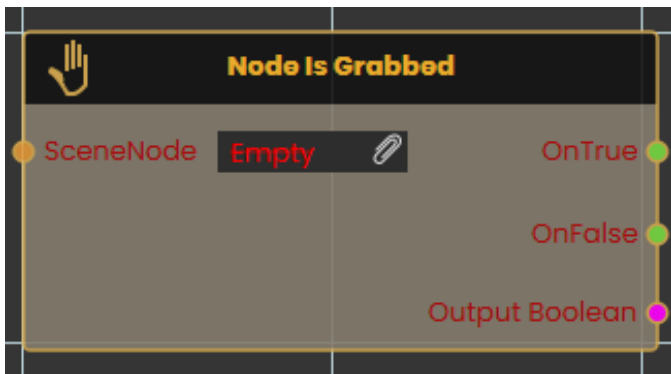 Node Is Grabbed
SceneNode Empty OnTrue
OnFalse
Output Boolean